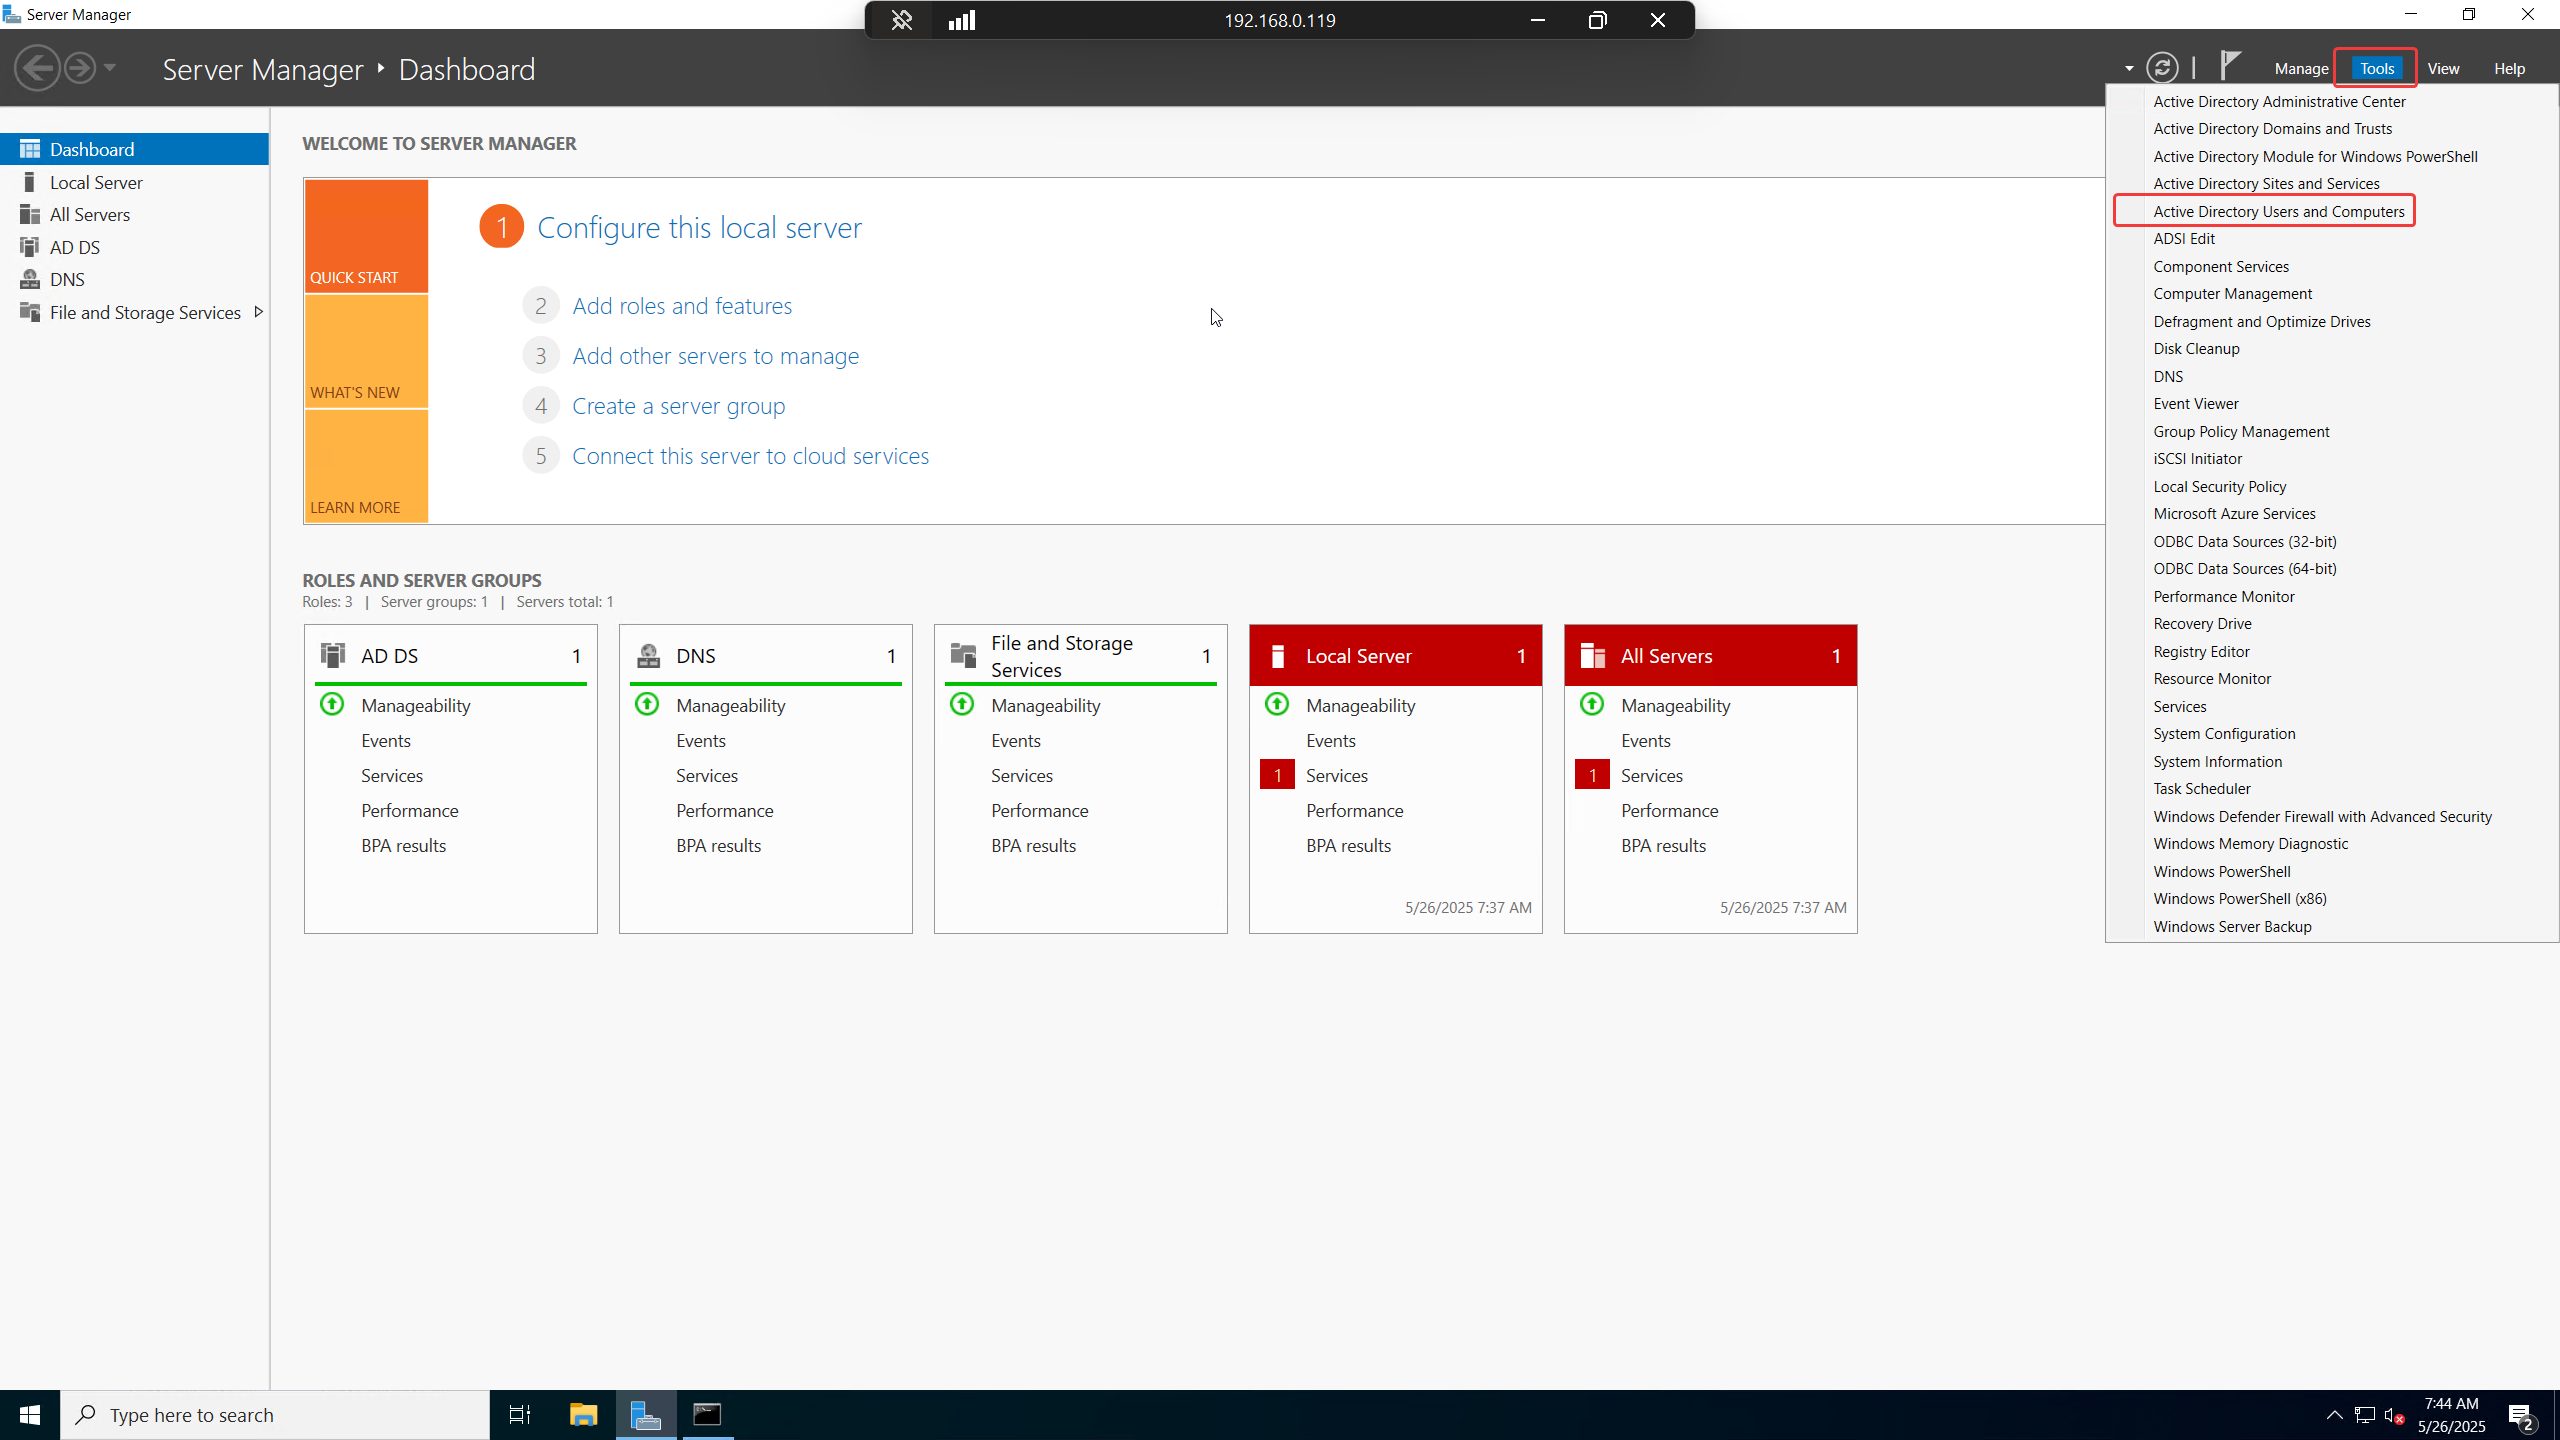 Server Manager
192.168.0.119
Server Manager
Dashboard
Manage
Tools
View
Help
Dashboard
Local Server
All Servers
AD DS
DNS
File and Storage Services
WELCOME TO SERVER MANAGER
QUICK START
WHAT'S NEW
LEARN MORE
1 Configure this local server
2 Add roles and features
3 Add other servers to manage
4 Create a server group
5 Connect this server to cloud services
ROLES AND SERVER GROUPS
Roles: 3 | Server groups: 1 | Servers total: 1
AD DS 1
Manageability
Events
Services
Performance
BPA results
DNS 1
Manageability
Events
Services
Performance
BPA results
File and Storage
Services 1
Manageability
Events
Services
Performance
BPA results
Local Server 1
Manageability
Events
1 Services
Performance
BPA results
5/26/2025 7:37 AM
All Servers 1
Manageability
Events
1 Services
Performance
BPA results
5/26/2025 7:37 AM
Active Directory Administrative Center
Active Directory Domains and Trusts
Active Directory Module for Windows PowerShell
Active Directory Sites and Services
Active Directory Users and Computers
ADSI Edit
Component Services
Computer Management
Defragment and Optimize Drives
Disk Cleanup
DNS
Event Viewer
Group Policy Management
iSCSI Initiator
Local Security Policy
Microsoft Azure Services
ODBC Data Sources (32-bit)
ODBC Data Sources (64-bit)
Performance Monitor
Recovery Drive
Registry Editor
Resource Monitor
Services
System Configuration
System Information
Task Scheduler
Windows Defender Firewall with Advanced Security
Windows Memory Diagnostic
Windows PowerShell
Windows PowerShell (x86)
Windows Server Backup
Type here to search
7:44 AM
5/26/2025
2